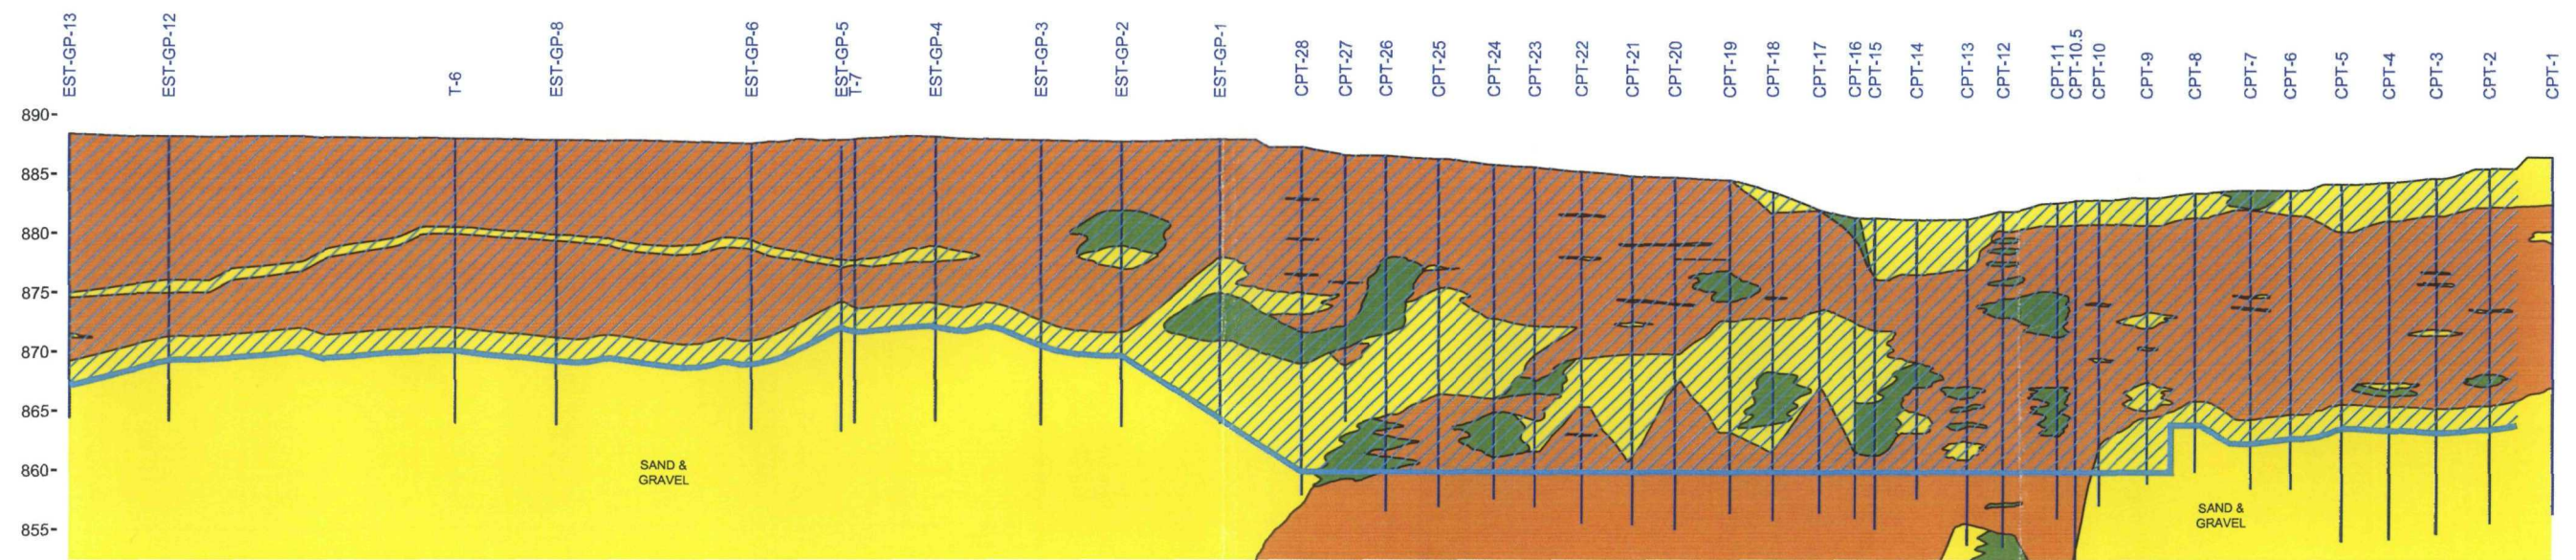 EST-GP-13
EST-GP-12
T-6
EST-GP-8
EST-GP-6
EST-GP-5
T-7
EST-GP-4
EST-GP-3
EST-GP-2
EST-GP-1
CPT-28
CPT-27
CPT-26
CPT-25
CPT-24
CPT-23
CPT-22
CPT-21
CPT-20
CPT-19
CPT-18
CPT-17
CPT-16
CPT-15
CPT-14
CPT-13
CPT-12
CPT-11
CPT-10.5
CPT-10
CPT-9
CPT-8
CPT-7
CPT-6
CPT-5
CPT-4
CPT-3
CPT-2
CPT-1
890-
885-
880-
875-
870-
865-
860-
855-
SAND &
GRAVEL
SAND &
GRAVEL